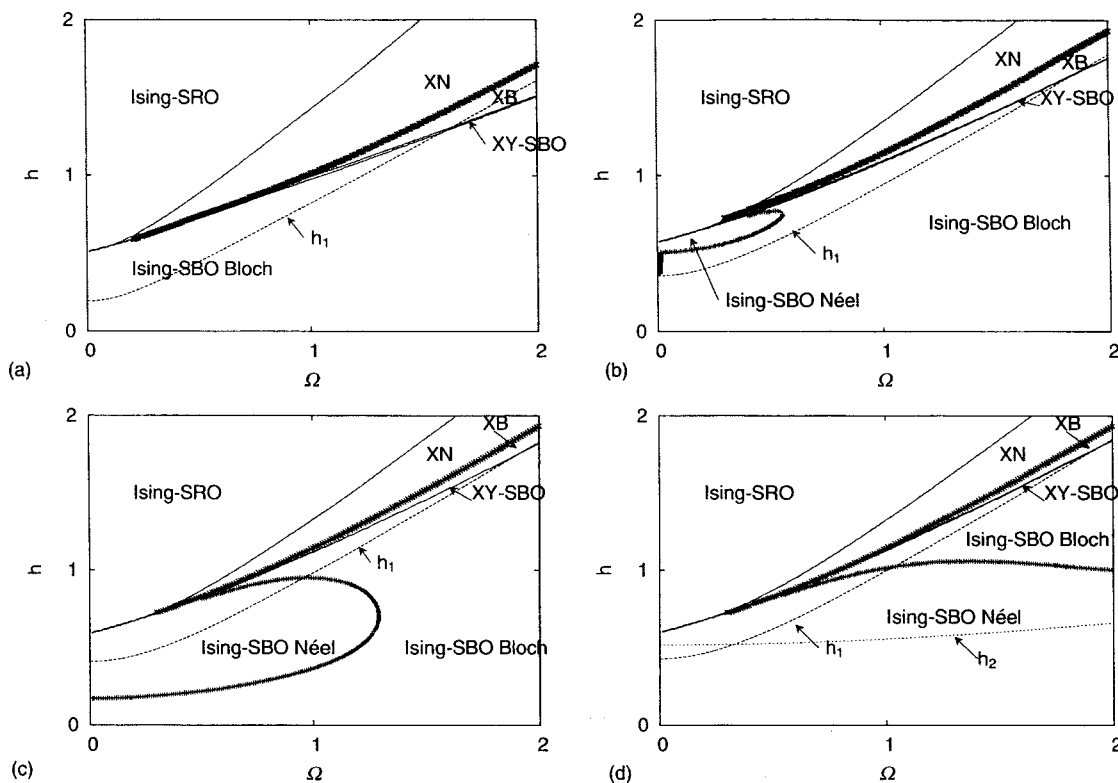 2
Ising-SRO
XN
XB
XY-SBO
h
1
h₁
Ising-SBO Bloch
0
0
1
2
(a)
Ω
2
Ising-SRO
XN
XB
XY-SBO
h
1
Ising-SBO Bloch
h₁
Ising-SBO Néel
0
0
1
2
(b)
Ω
2
XB
XN
Ising-SRO
XY-SBO
h
1
h₁
Ising-SBO Néel
Ising-SBO Bloch
0
0
1
2
(c)
Ω
2
XB
XN
Ising-SRO
XY-SBO
Ising-SBO Bloch
h
1
Ising-SBO Néel
h₁
h₂
0
0
1
2
(d)
Ω